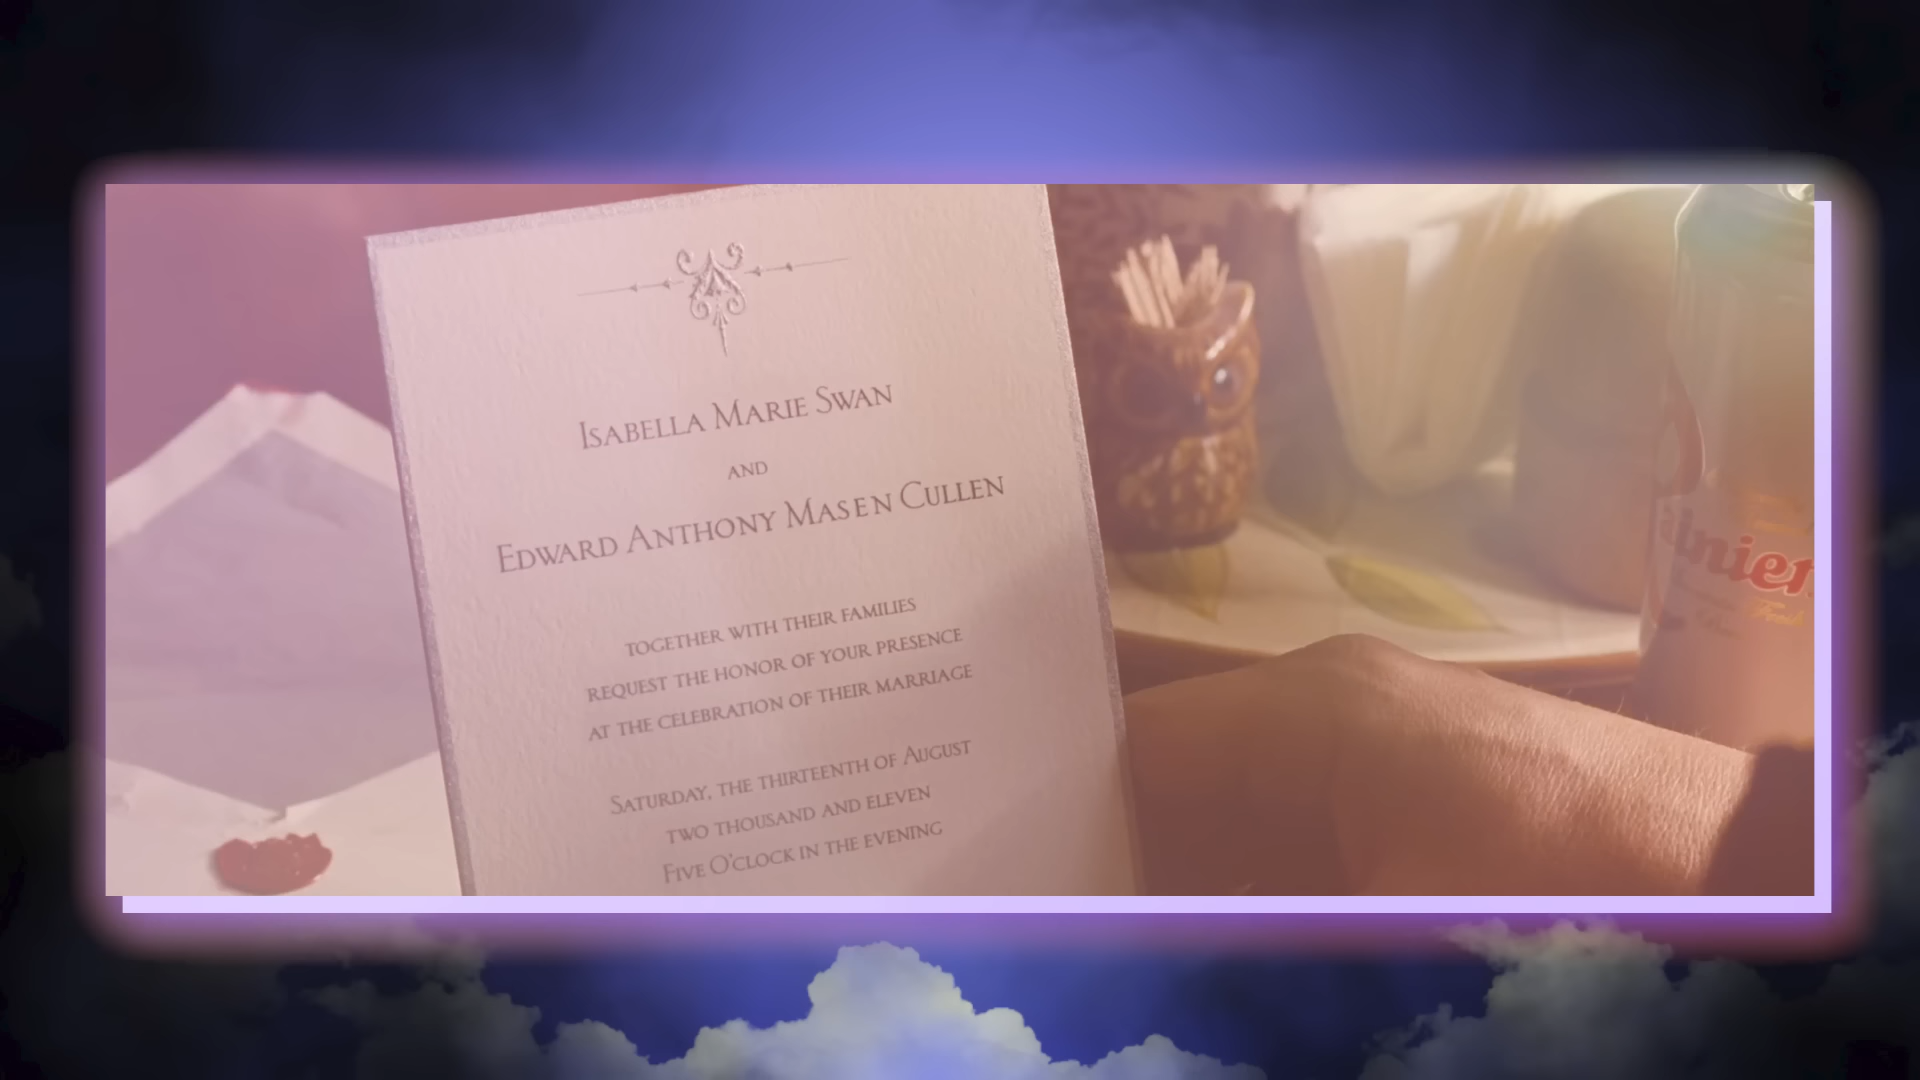 Isabella Marie Swan
and
Edward Anthony Masen Cullen
together with their families
request the honor of your presence
at the celebration of their marriage
Saturday, the thirteenth of August
two thousand and eleven
Five O'clock in the evening